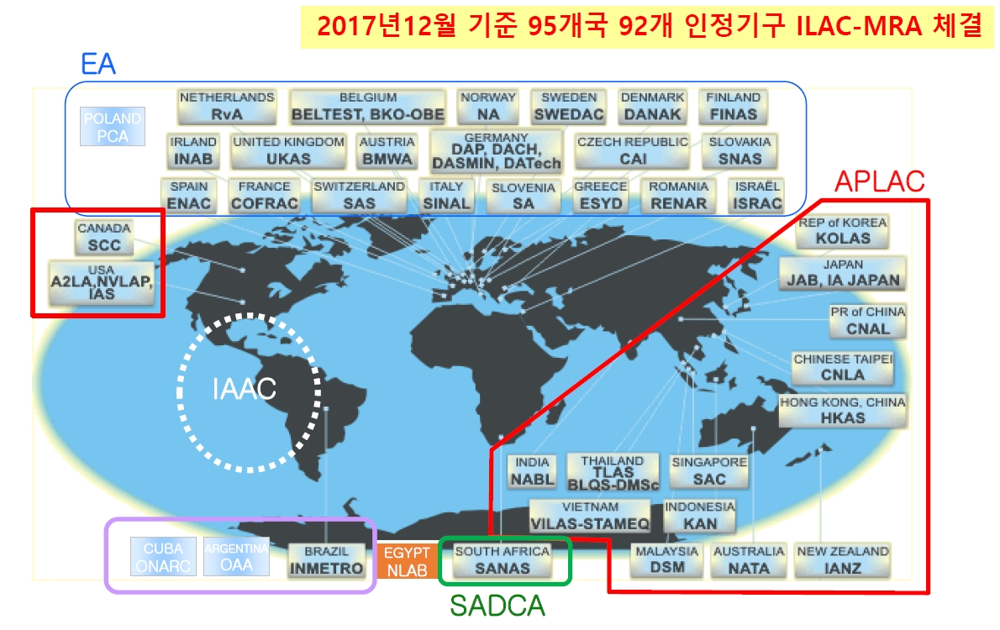 2017년12월 기준 95개국 92개 인정기구 ILAC-MRA 체결
EA
POLAND
PCA
NETHERLANDS
RvA
BELGIUM
BELTEST, BKO-OBE
NORWAY
NA
SWEDEN
SWEDAC
DENMARK
DANAK
FINLAND
FINAS
IRLAND
INAB
UNITED KINGDOM
UKAS
AUSTRIA
BMWA
GERMANY
DAP, DACH,
DASMIN, DATech
CZECH REPUBLIC
CAI
SLOVAKIA
SNAS
SPAIN
ENAC
FRANCE
COFRAC
SWITZERLAND
SAS
ITALY
SINAL
SLOVENIA
SA
GREECE
ESYD
ROMANIA
RENAR
ISRAËL
ISRAC
APLAC
CANADA
SCC
USA
A2LA,NVLAP,
IAS
REP of KOREA
KOLAS
JAPAN
JAB, IA JAPAN
PR of CHINA
CNAL
CHINESE TAIPEI
CNLA
HONG KONG, CHINA
HKAS
IAAC
INDIA
NABL
THAILAND
TLAS
BLQS-DMSc
SINGAPORE
SAC
VIETNAM
VILAS-STAMEQ
INDONESIA
KAN
CUBA
ONARC
ARGENTINA
OAA
BRAZIL
INMETRO
EGYPT
NLAB
SOUTH AFRICA
SANAS
MALAYSIA
DSM
AUSTRALIA
NATA
NEW ZEALAND
IANZ
SADCA